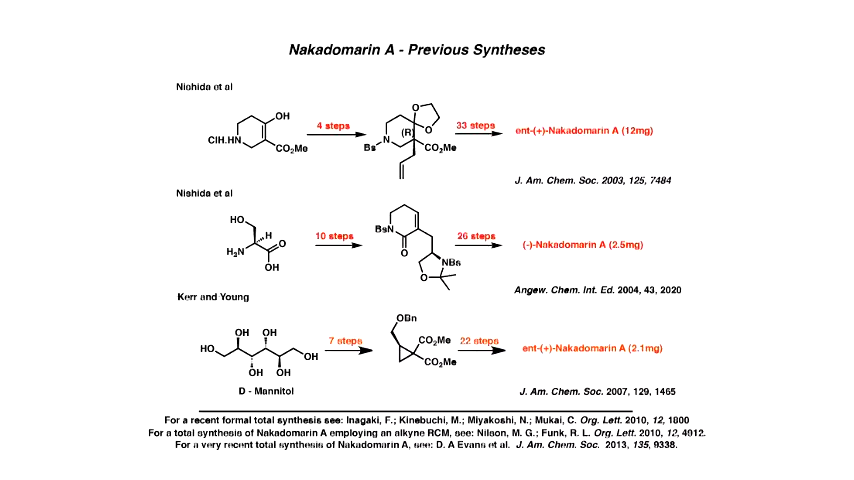 Nakadomarin A - Previous Syntheses
Nishida et al
OH
ClH.HN
CO2Me
4 steps
O
O
(R)
N
Bs
CO2Me
33 steps
ent-(+)-Nakadomarin A (12mg)
J. Am. Chem. Soc. 2003, 125, 7484
Nishida et al
HO
H
H2N
O
OH
10 steps
BsN
O
NBs
O
26 steps
(-)-Nakadomarin A (2.5mg)
Angew. Chem. Int. Ed. 2004, 43, 2020
Kerr and Young
OH OH
HO
OH
OH OH
D - Mannitol
7 steps
OBn
CO2Me
CO2Me
22 steps
ent-(+)-Nakadomarin A (2.1mg)
J. Am. Chem. Soc. 2007, 129, 1465
For a recent formal total synthesis see: Inagaki, F.; Kinebuchi, M.; Miyakoshi, N.; Mukai, C. Org. Lett. 2010, 12, 1800
For a total synthesis of Nakadomarin A employing an alkyne RCM, see: Nilson, M. G.; Funk, R. L. Org. Lett. 2010, 12, 4912.
For a very recent total synthesis of Nakadomarin A, see: D. A Evans et al. J. Am. Chem. Soc. 2013, 135, 9338.